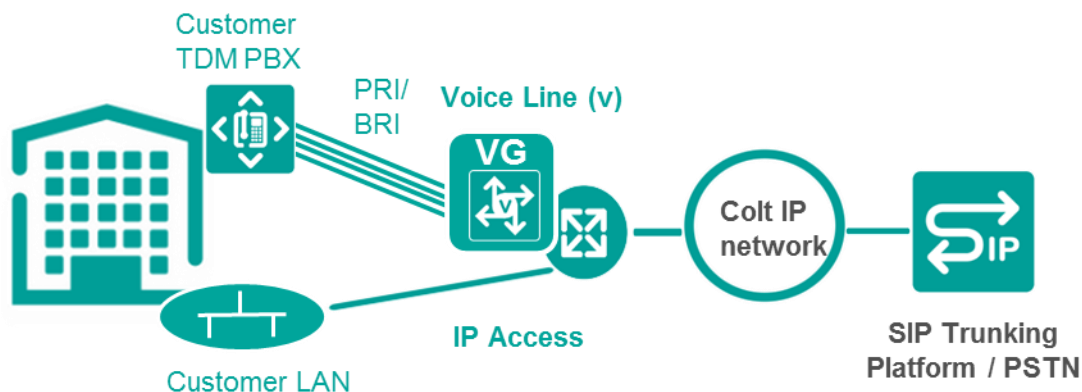 Customer
TDM PBX
PRI/
BRI
Voice Line (v)
VG
V
Colt IP
network
SIP
IP Access
SIP Trunking
Platform / PSTN
Customer LAN